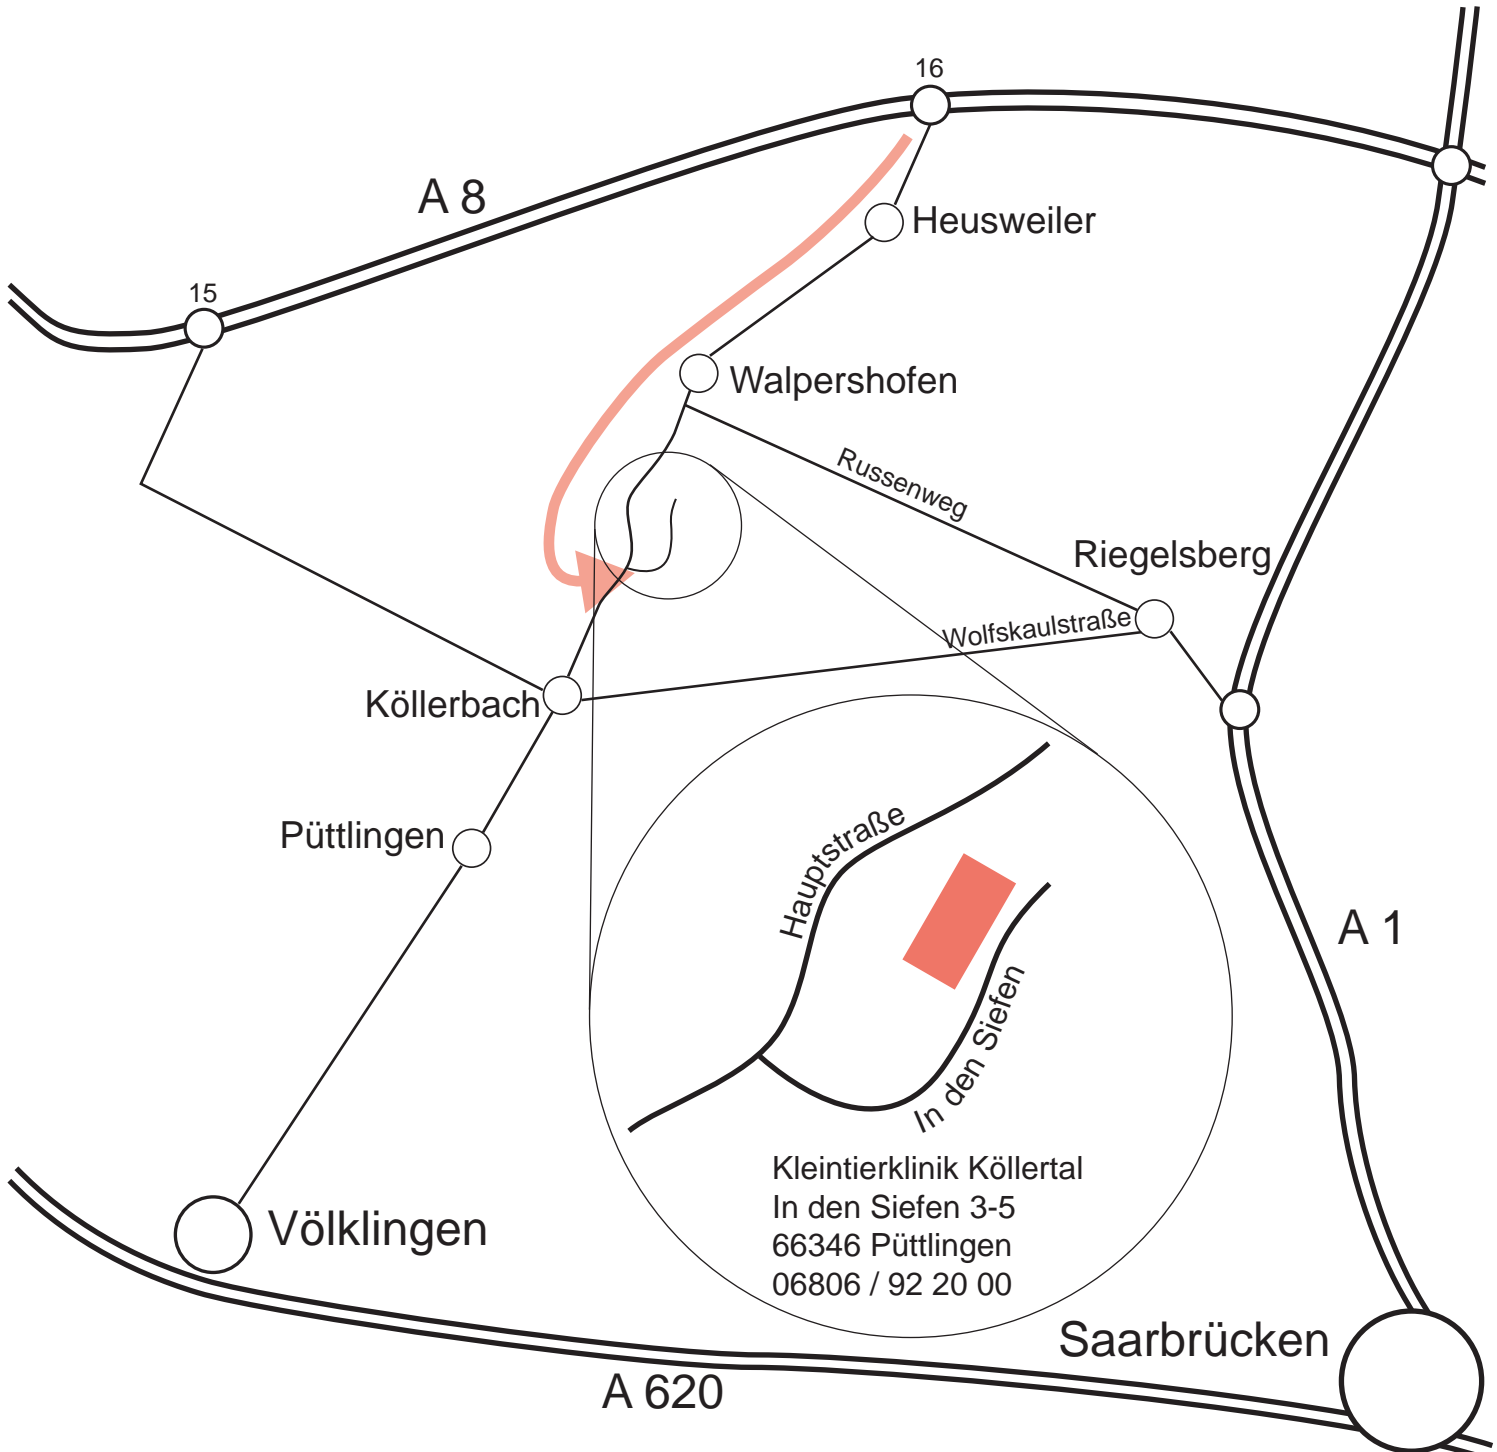 16
A 8
Heusweiler
15
Walpershofen
Russenweg
Riegelsberg
Wolfskaulstraße
Köllerbach
Püttlingen
Hauptstraße
A 1
In den Siefen
Kleintierklinik Köllertal
In den Siefen 3-5
66346 Püttlingen
06806 / 92 20 00
Völklingen
Saarbrücken
A 620